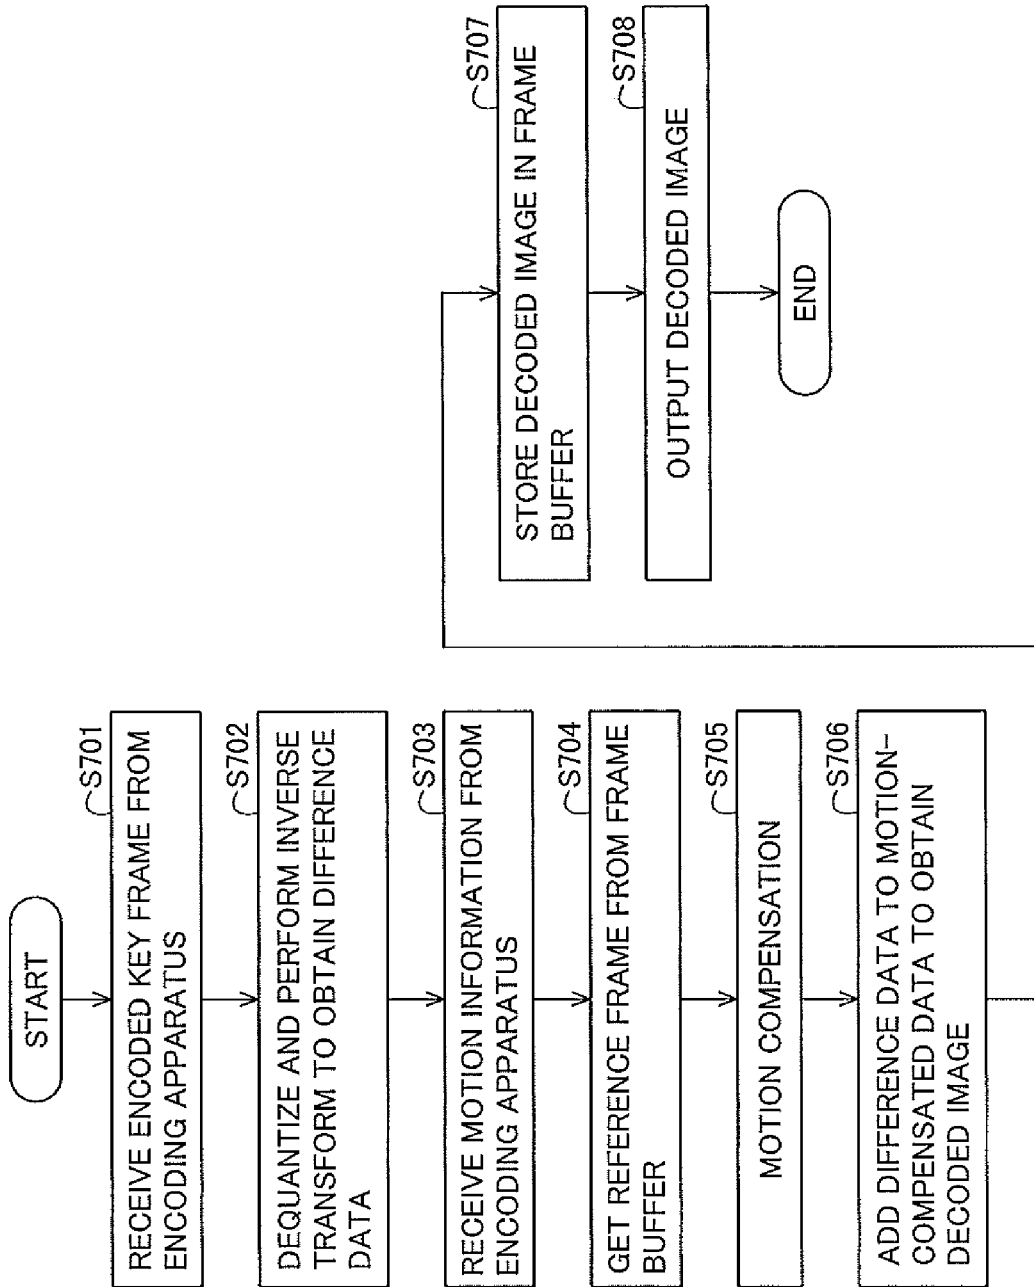 START
S701
RECEIVE ENCODED KEY FRAME FROM
ENCODING APPARATUS
S702
DEQUANTIZE AND PERFORM INVERSE
TRANSFORM TO OBTAIN DIFFERENCE
DATA
S703
RECEIVE MOTION INFORMATION FROM
ENCODING APPARATUS
S704
GET REFERENCE FRAME FROM FRAME
BUFFER
S705
MOTION COMPENSATION
S706
ADD DIFFERENCE DATA TO MOTION-
COMPENSATED DATA TO OBTAIN
DECODED IMAGE
S707
STORE DECODED IMAGE IN FRAME
BUFFER
S708
OUTPUT DECODED IMAGE
END